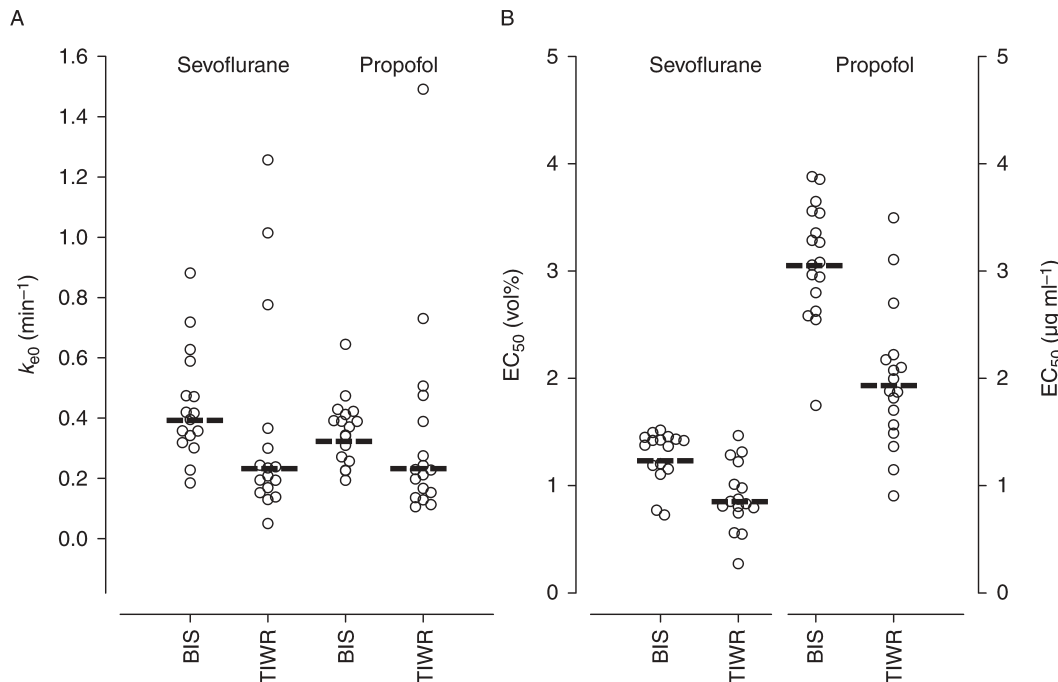 A
B
Sevoflurane
Propofol
Sevoflurane
Propofol
1.6
1.4
1.2
1.0
0.8
0.6
0.4
0.2
0.0
kₑ₀ (min⁻¹)
BIS
TIWR
BIS
TIWR
5
4
3
2
1
0
EC₅₀ (vol%)
BIS
TIWR
BIS
TIWR
5
4
3
2
1
0
EC₅₀ (µg ml⁻¹)